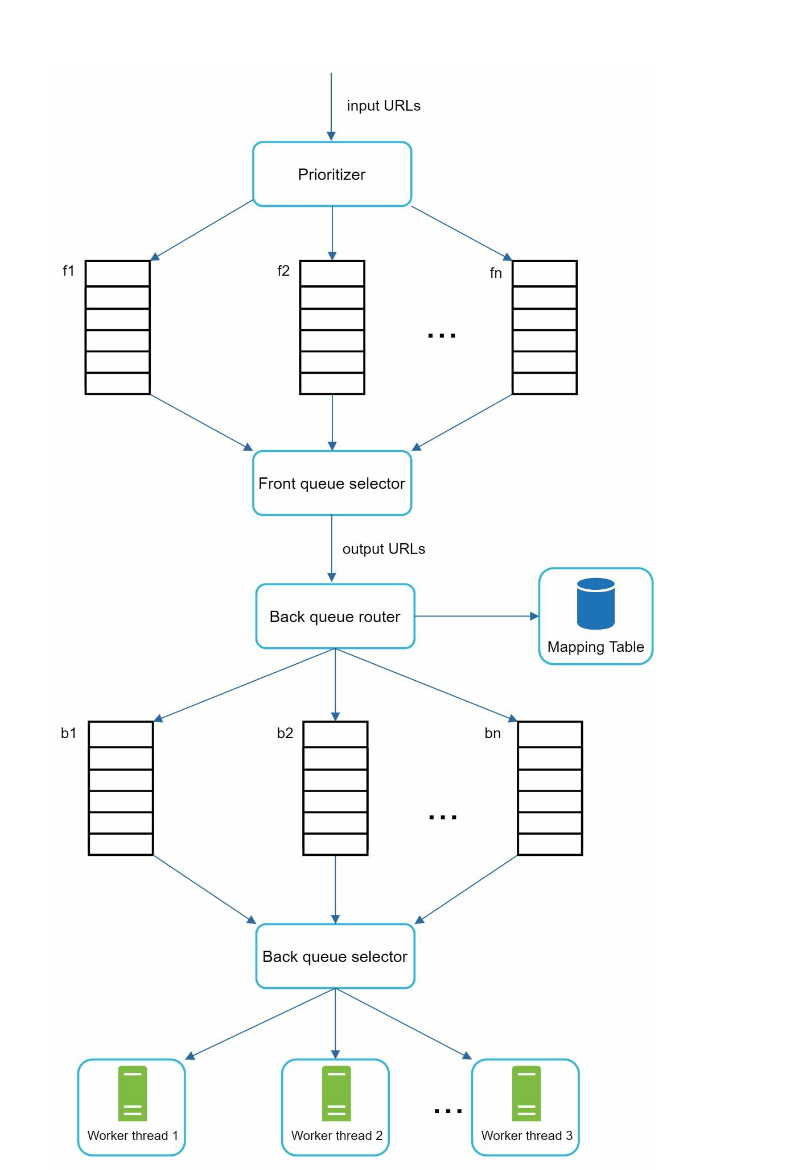 input URLs
Prioritizer
f1
f2
fn
...
Front queue selector
output URLs
Back queue router
Mapping Table
b1
b2
bn
...
Back queue selector
...
Worker thread 1
Worker thread 2
Worker thread 3